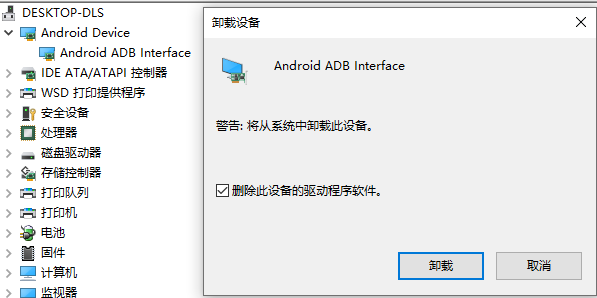 DESKTOP-DLS
Android Device
Android ADB Interface
IDE ATA/ATAPI 控制器
WSD 打印提供程序
安全设备
处理器
磁盘驱动器
存储控制器
打印队列
打印机
电池
固件
计算机
监视器
卸载设备
Android ADB Interface
警告: 将从系统中卸载此设备。
删除此设备的驱动程序软件。
卸载
取消